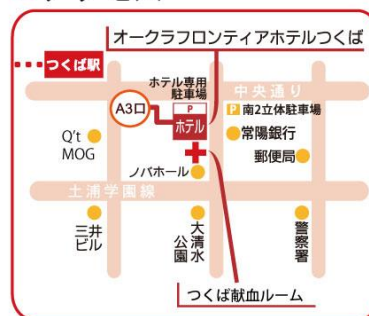 オークラフロンティアホテルつくば
つくば駅
ホテル専用
駐車場
中央通り
A3口
P
P 南2立体駐車場
ホテル
Q't
MOG
常陽銀行
郵便局
ノバホール
土浦学園線
三井
ビル
大清水
公園
警察署
つくば献血ルーム